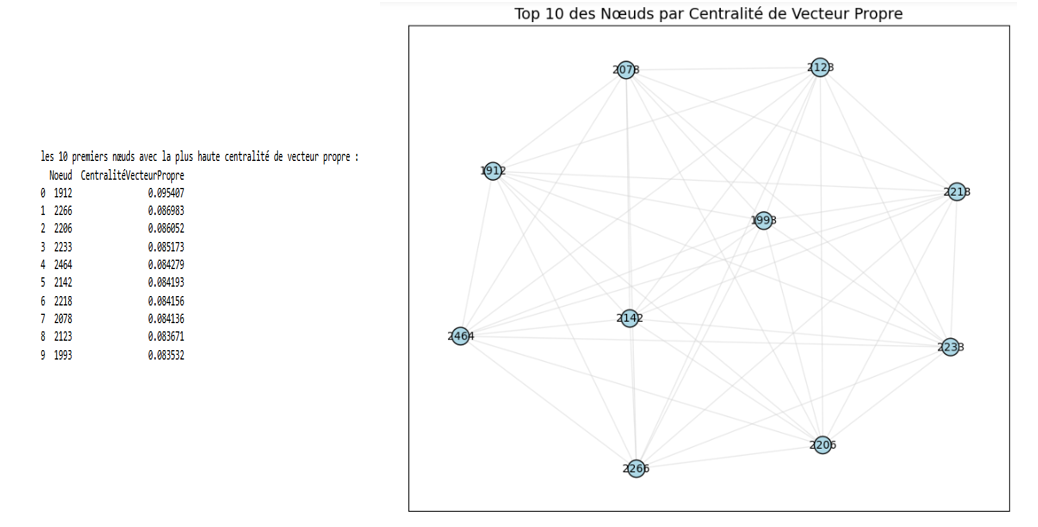 Top 10 des Nœuds par Centralité de Vecteur Propre
les 10 premiers nœuds avec la plus haute centralité de vecteur propre :
Noeud CentralitéVecteurPropre
0 1912 0.095407
1 2266 0.086983
2 2206 0.086052
3 2233 0.085173
4 2464 0.084279
5 2142 0.084193
6 2218 0.084156
7 2078 0.084136
8 2123 0.083671
9 1993 0.083532
2078
2123
1912
2218
1993
2142
2464
2233
2206
2266